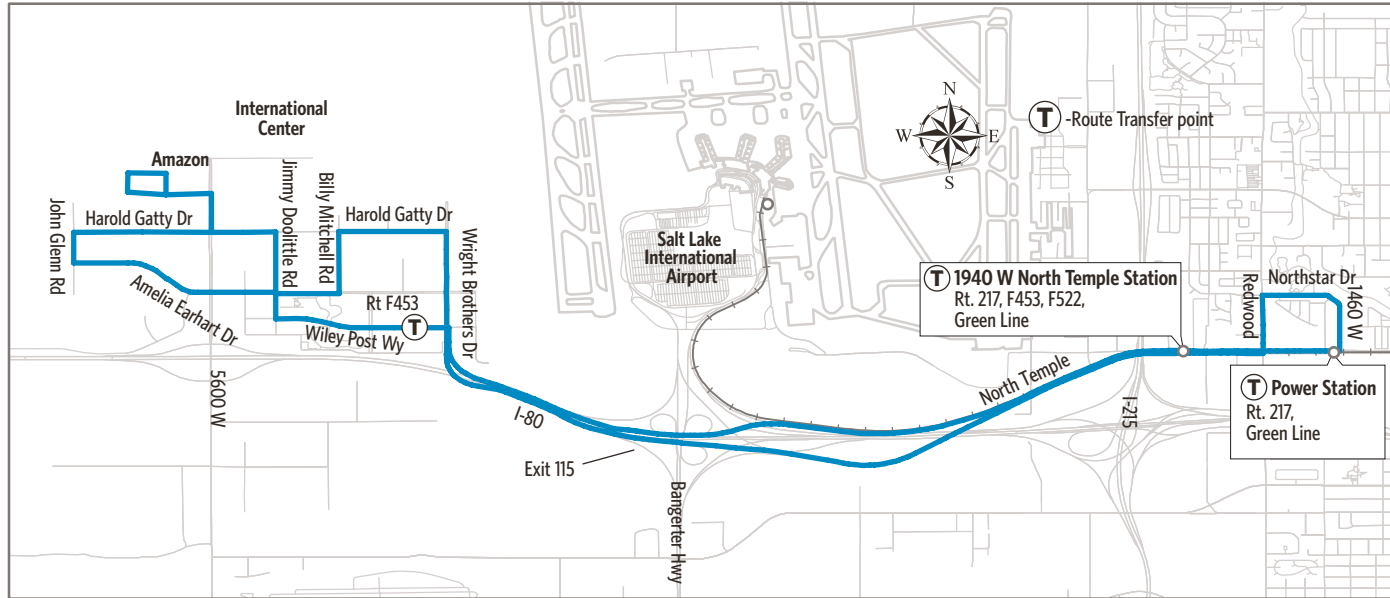 International
Center
Amazon
John Glenn Rd
Harold Gatty Dr
Jimmy Doolittle Rd
Billy Mitchell Rd
Harold Gatty Dr
Wright Brothers Dr
Amelia Earhart Dr
Rt F453
T
Wiley Post Wy
5600 W
I-80
Exit 115
Bangerter Hwy
Salt Lake
International
Airport
N
W
E
S
T -Route Transfer point
T 1940 W North Temple Station
Rt. 217, F453, F522,
Green Line
North Temple
I-215
Redwood
Northstar Dr
1460 W
T Power Station
Rt. 217,
Green Line